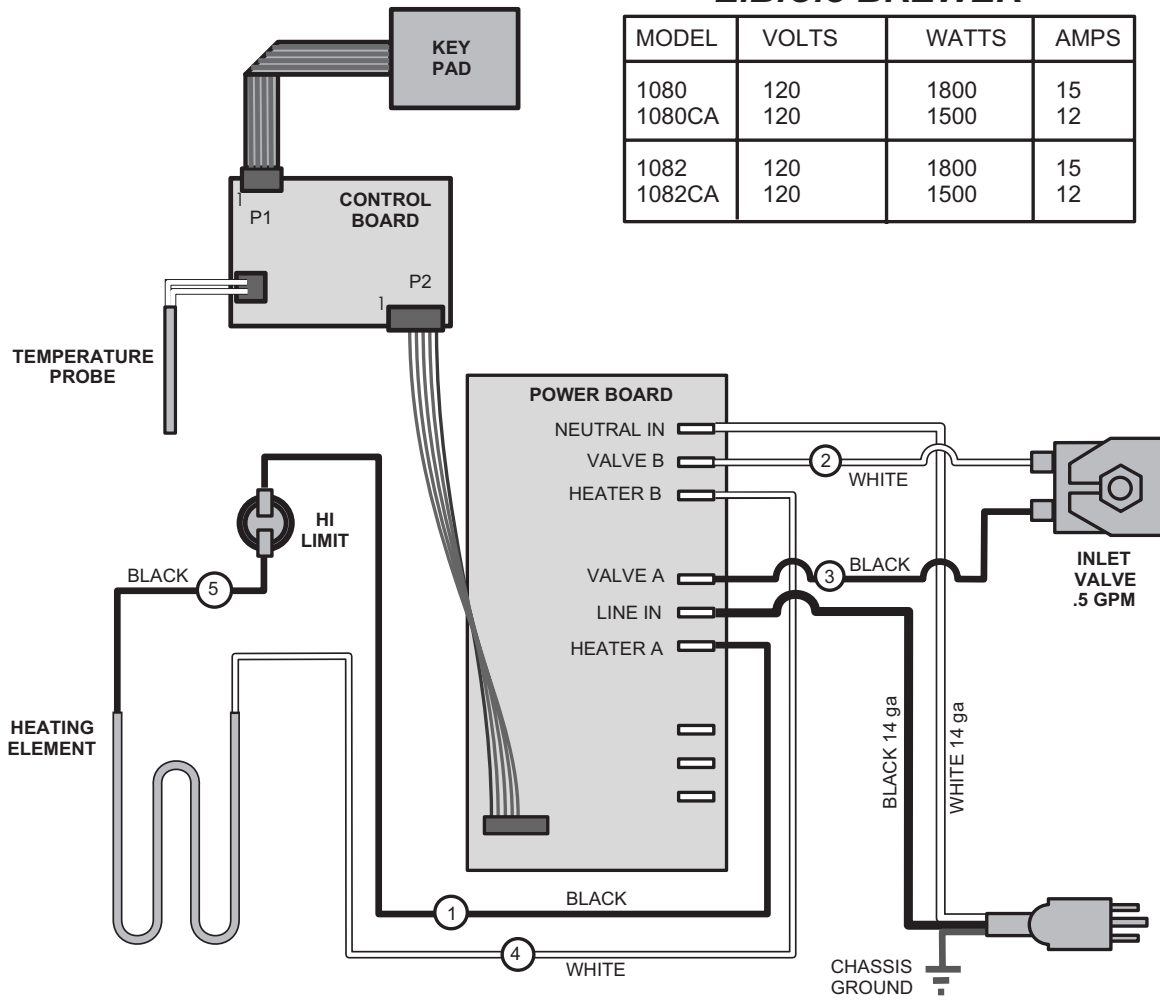 BREWER
MODEL VOLTS WATTS AMPS
1080 120 1800 15
1080CA 120 1500 12
1082 120 1800 15
1082CA 120 1500 12
KEY
PAD
1
P1
CONTROL
BOARD
P2
1
TEMPERATURE
PROBE
POWER BOARD
NEUTRAL IN
VALVE B
HEATER B
VALVE A
LINE IN
HEATER A
2
WHITE
3
BLACK
INLET
VALVE
.5 GPM
HI
LIMIT
BLACK
5
HEATING
ELEMENT
BLACK 14 ga
WHITE 14 ga
1
BLACK
4
WHITE
CHASSIS
GROUND